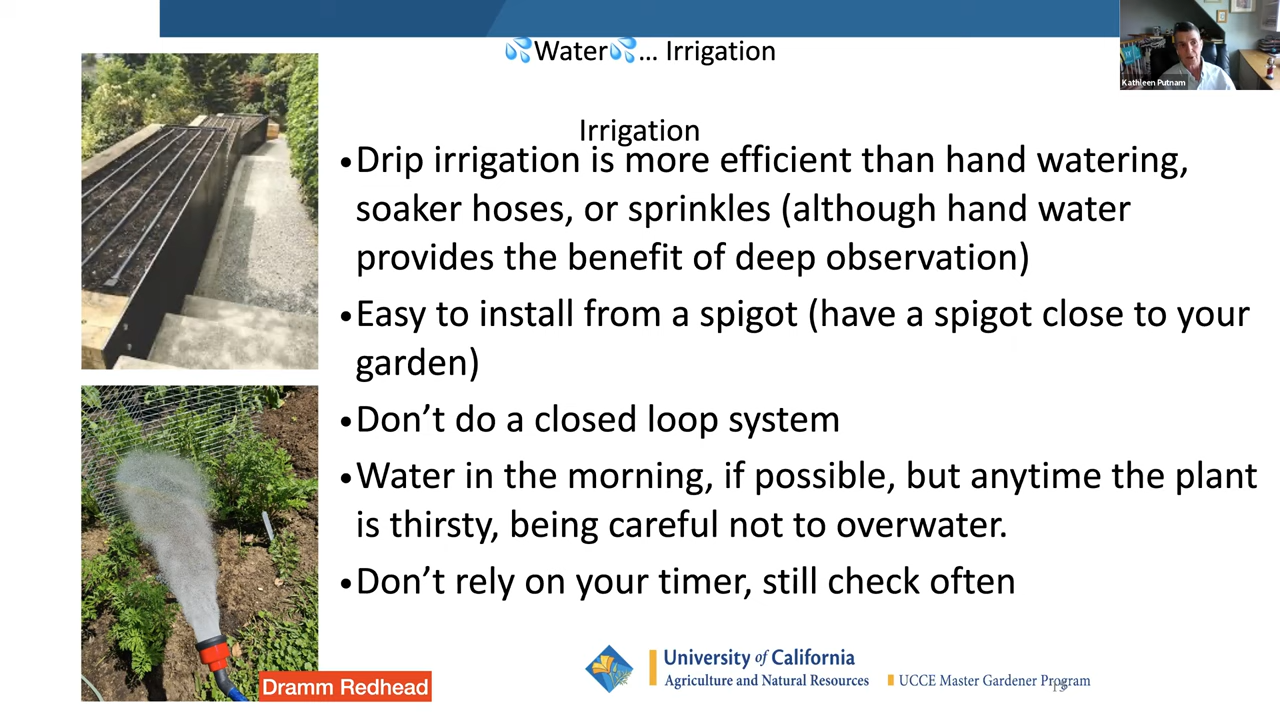 💦Water💦... Irrigation
Kathleen Putnam
Irrigation
•Drip irrigation is more efficient than hand watering,
soaker hoses, or sprinkles (although hand water
provides the benefit of deep observation)
•Easy to install from a spigot (have a spigot close to your
garden)
•Don’t do a closed loop system
•Water in the morning, if possible, but anytime the plant
is thirsty, being careful not to overwater.
•Don’t rely on your timer, still check often
Dramm Redhead
University of California
Agriculture and Natural Resources
UCCE Master Gardener Program